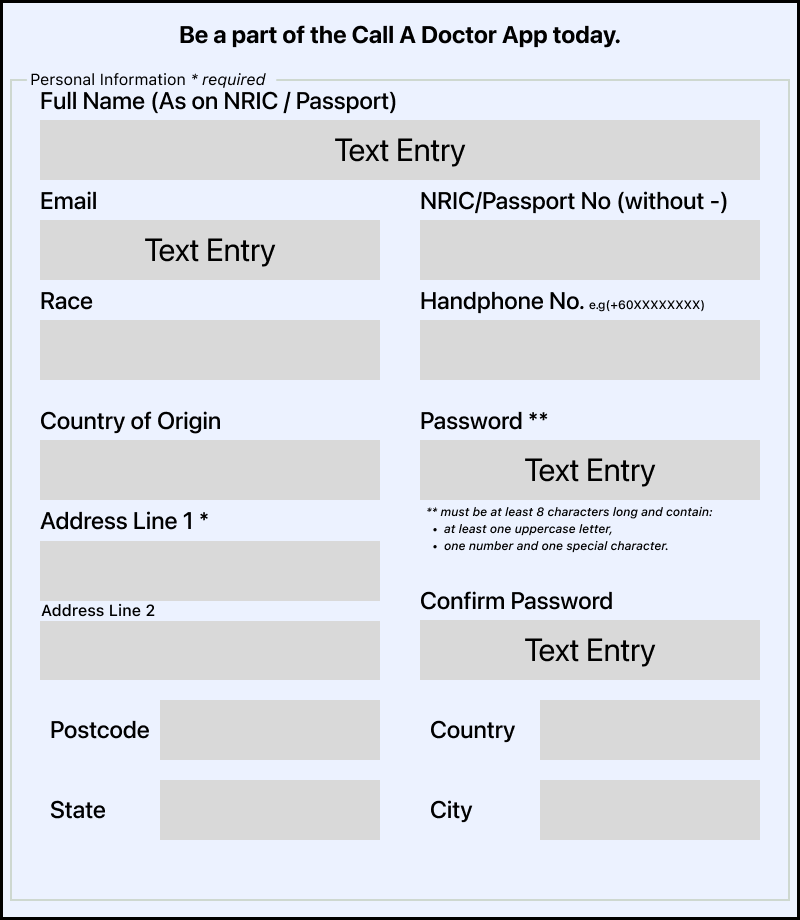 Be a part of the Call A Doctor App today.
Personal Information * required
Full Name (As on NRIC / Passport)
Text Entry
Email
NRIC/Passport No (without -)
Text Entry
Race
Handphone No. e.g(+60XXXXXXXX)
Country of Origin
Password **
Text Entry
** must be at least 8 characters long and contain:
• at least one uppercase letter,
• one number and one special character.
Address Line 1 *
Address Line 2
Confirm Password
Text Entry
Postcode
Country
State
City